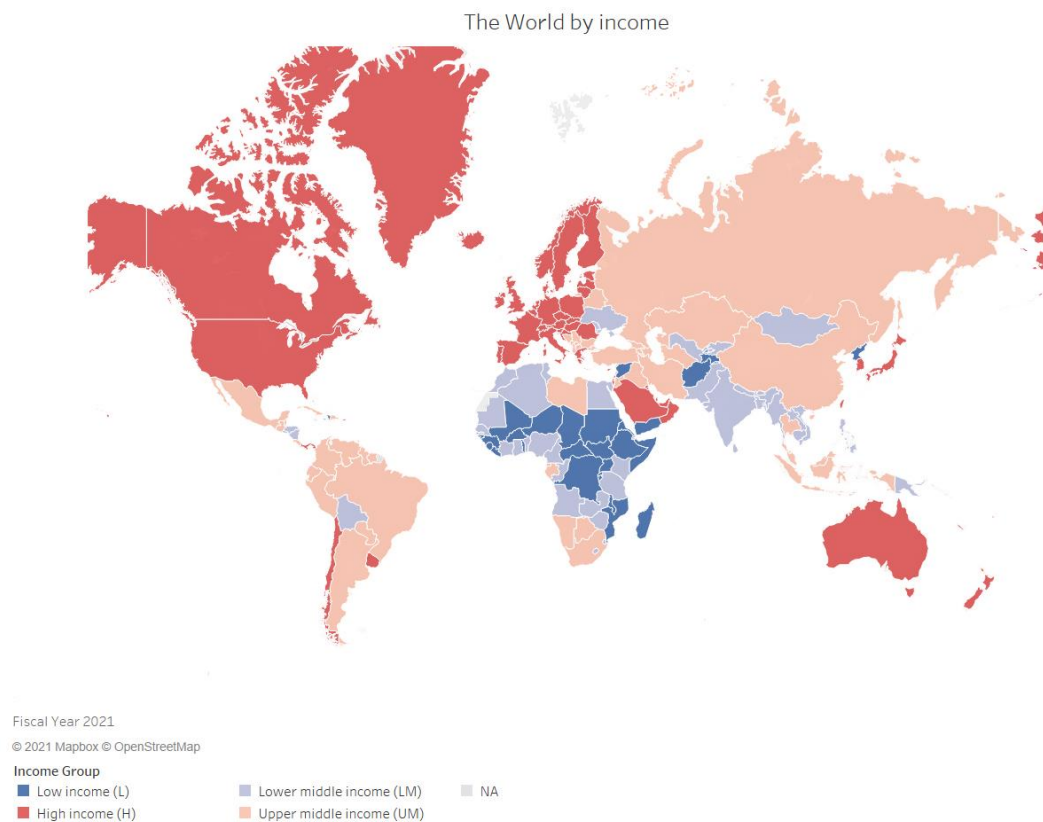 The World by income
Fiscal Year 2021
© 2021 Mapbox © OpenStreetMap
Income Group
Low income (L)
Lower middle income (LM)
NA
High income (H)
Upper middle income (UM)